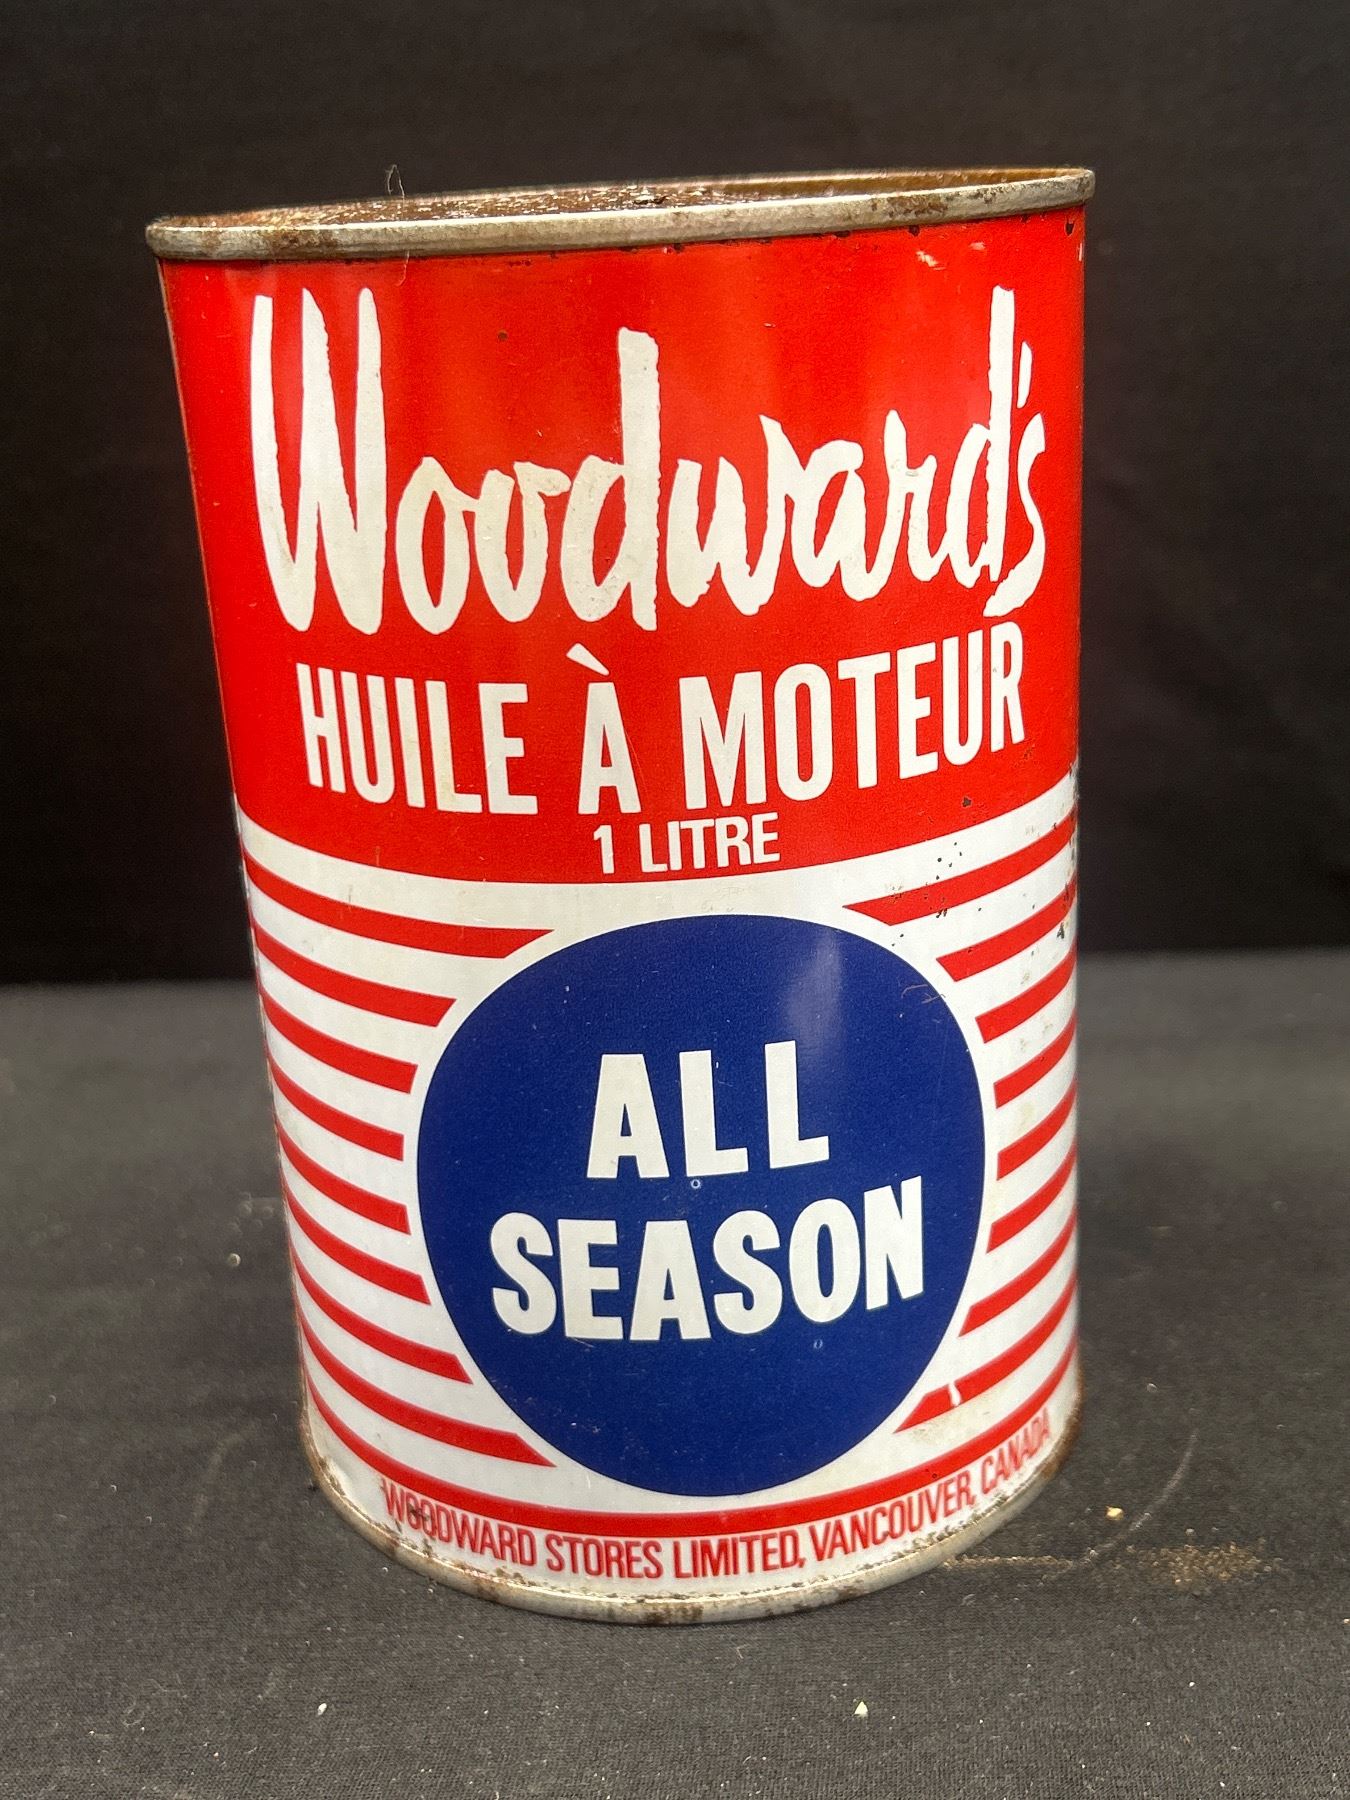 Woodward's
HUILE À MOTEUR
1 LITRE
ALL
SEASON
WOODWARD STORES LIMITED, VANCOUVER, CANADA